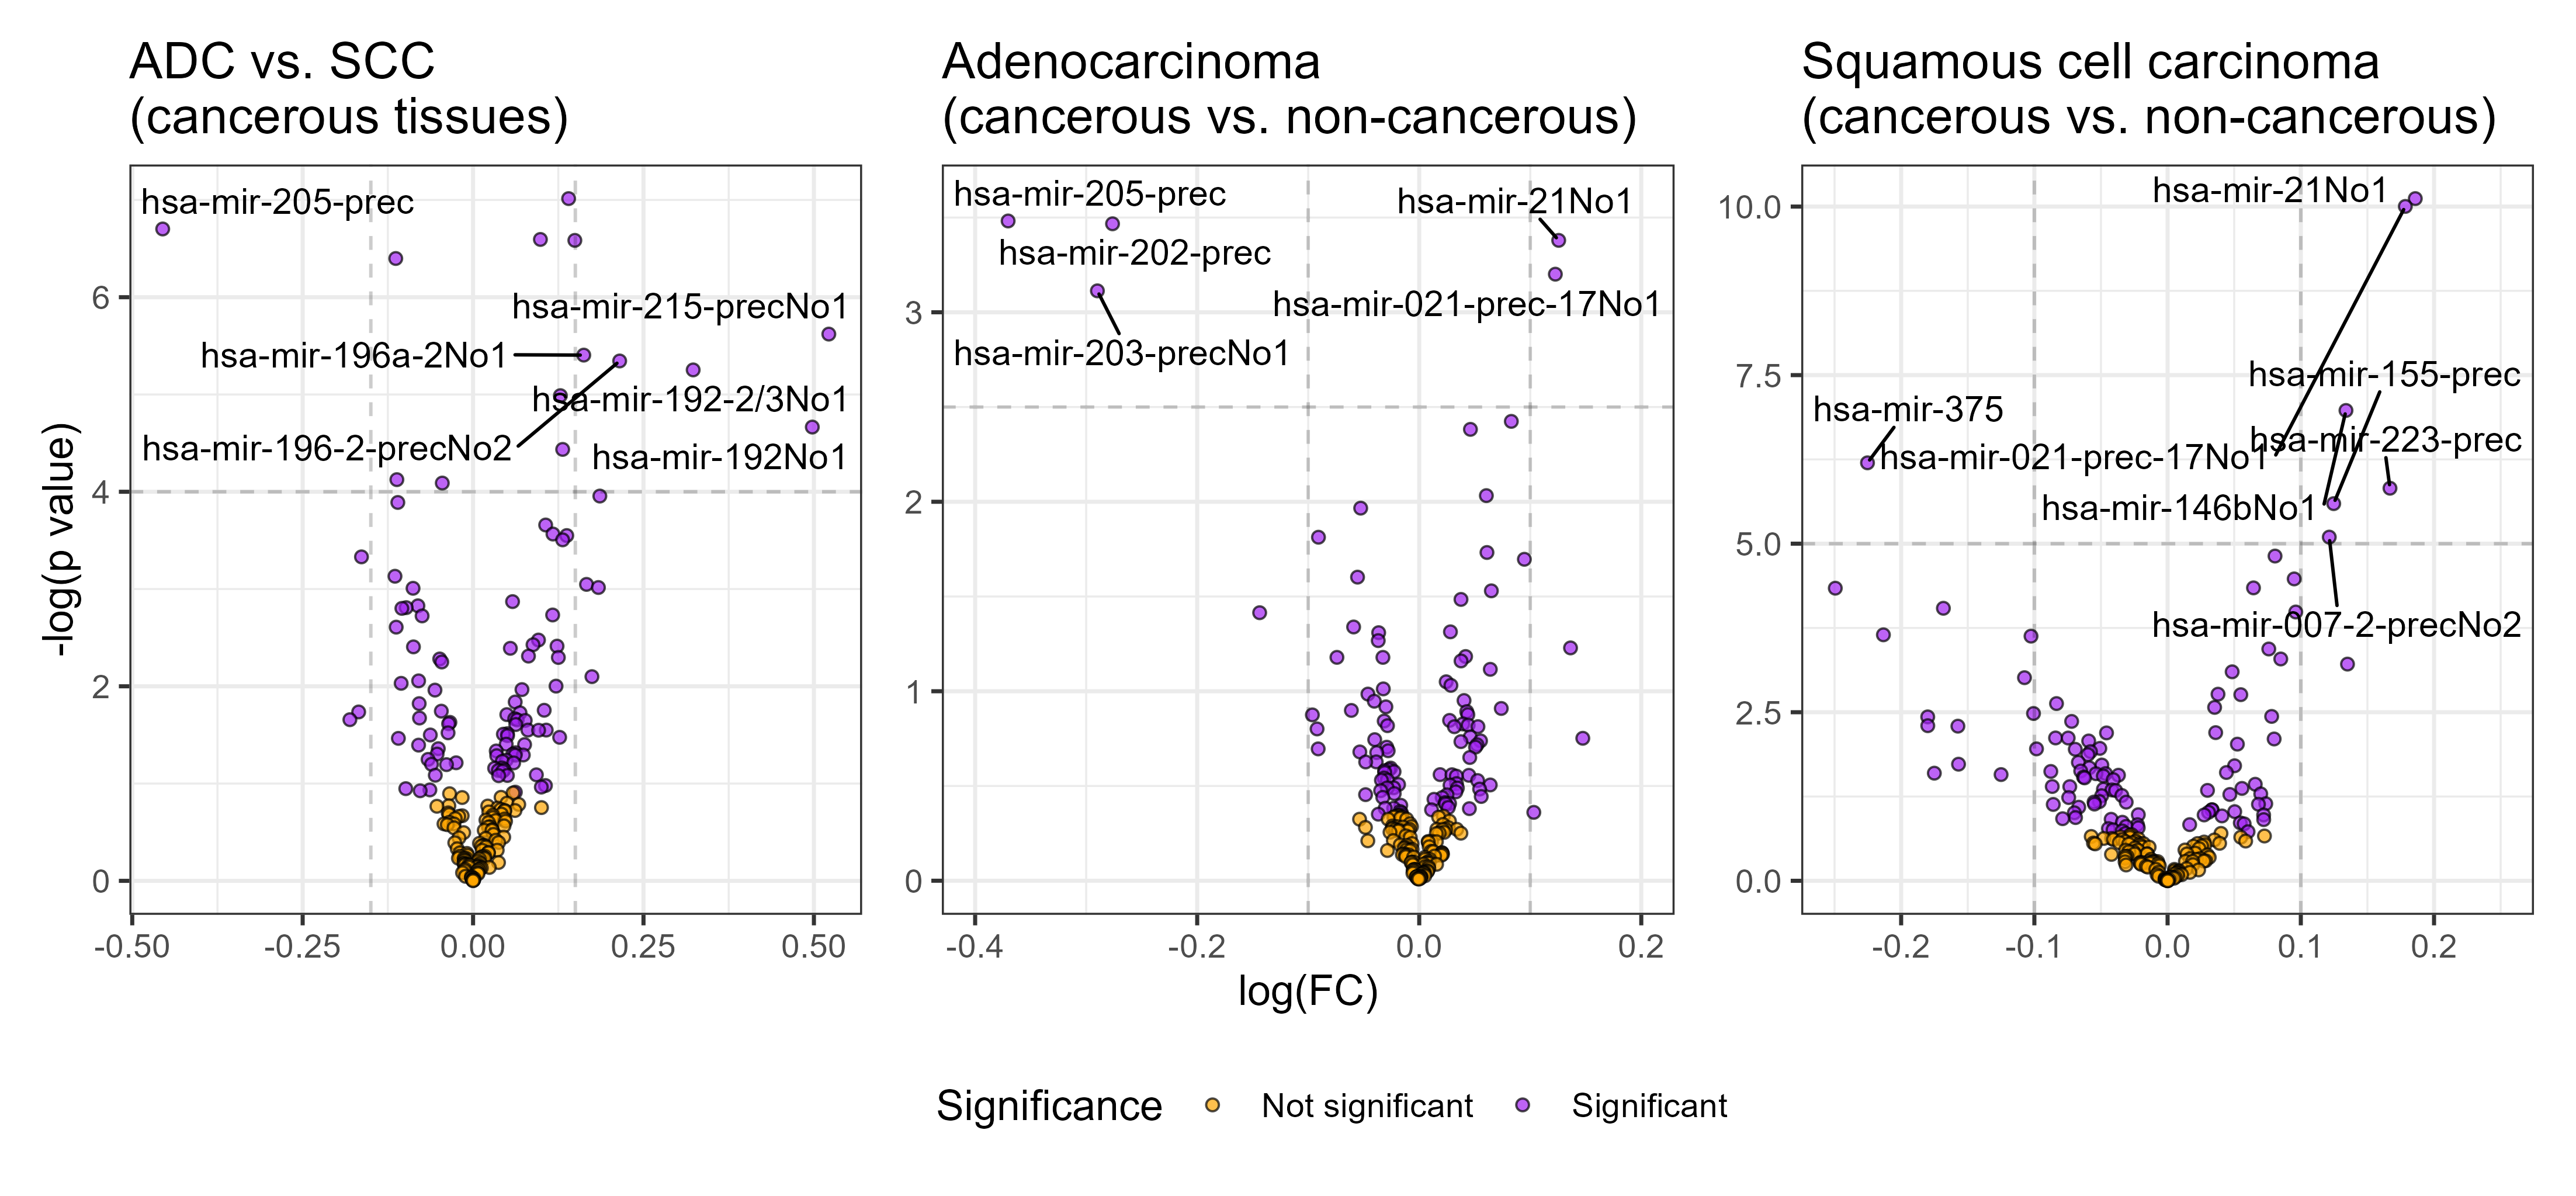 ADC vs. SCC
(cancerous tissues)
Adenocarcinoma
(cancerous vs. non-cancerous)
Squamous cell carcinoma
(cancerous vs. non-cancerous)
-log(p value)
6
4
2
0
hsa-mir-205-prec
hsa-mir-215-precNo1
hsa-mir-196a-2No1
hsa-mir-192-2/3No1
hsa-mir-196-2-precNo2
hsa-mir-192No1
-0.50
-0.25
0.00
0.25
0.50
3
2
1
0
hsa-mir-205-prec
hsa-mir-21No1
hsa-mir-202-prec
hsa-mir-021-prec-17No1
hsa-mir-203-precNo1
-0.4
-0.2
0.0
0.2
10.0
7.5
5.0
2.5
0.0
hsa-mir-21No1
hsa-mir-155-prec
hsa-mir-375
hsa-mir-223-prec
hsa-mir-021-prec-17No1
hsa-mir-146bNo1
hsa-mir-007-2-precNo2
-0.2
-0.1
0.0
0.1
0.2
log(FC)
Significance
Not significant
Significant